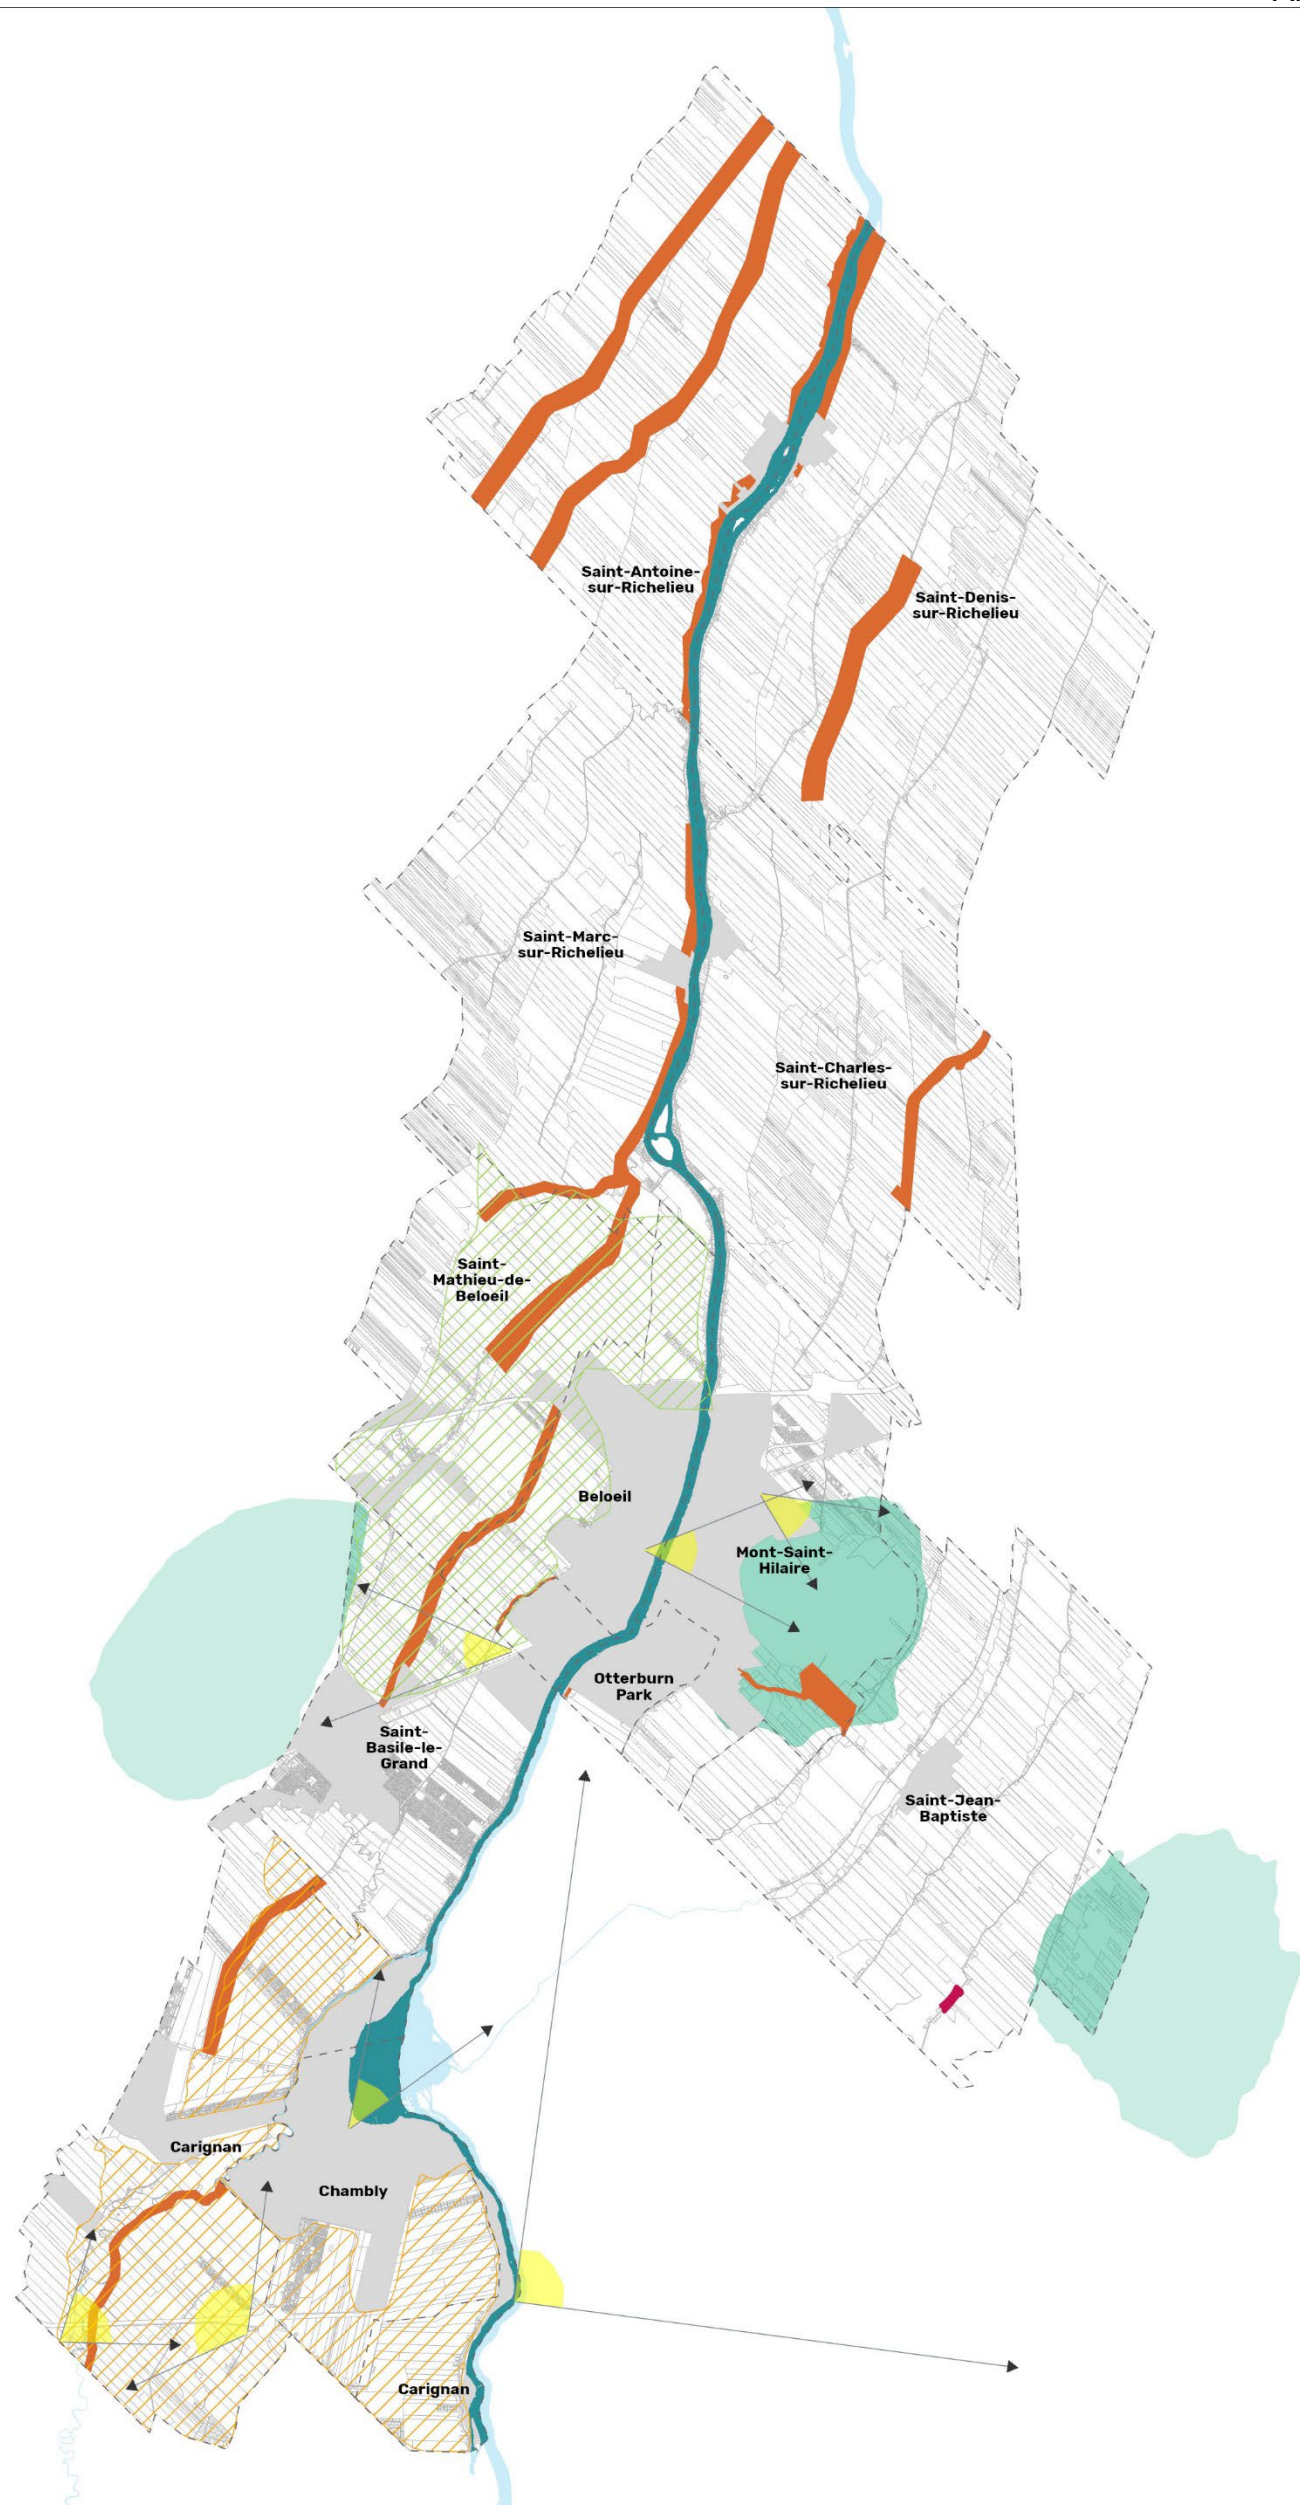 Saint-Antoine-
sur-Richelieu
Saint-Denis-
sur-Richelieu
Saint-Marc-
sur-Richelieu
Saint-Charles-
sur-Richelieu
Saint-
Mathieu-de-
Beloeil
Beloeil
Mont-Saint-
Hilaire
Otterburn
Park
Saint-
Basile-le-
Grand
Saint-Jean-
Baptiste
Carignan
Chambly
Carignan